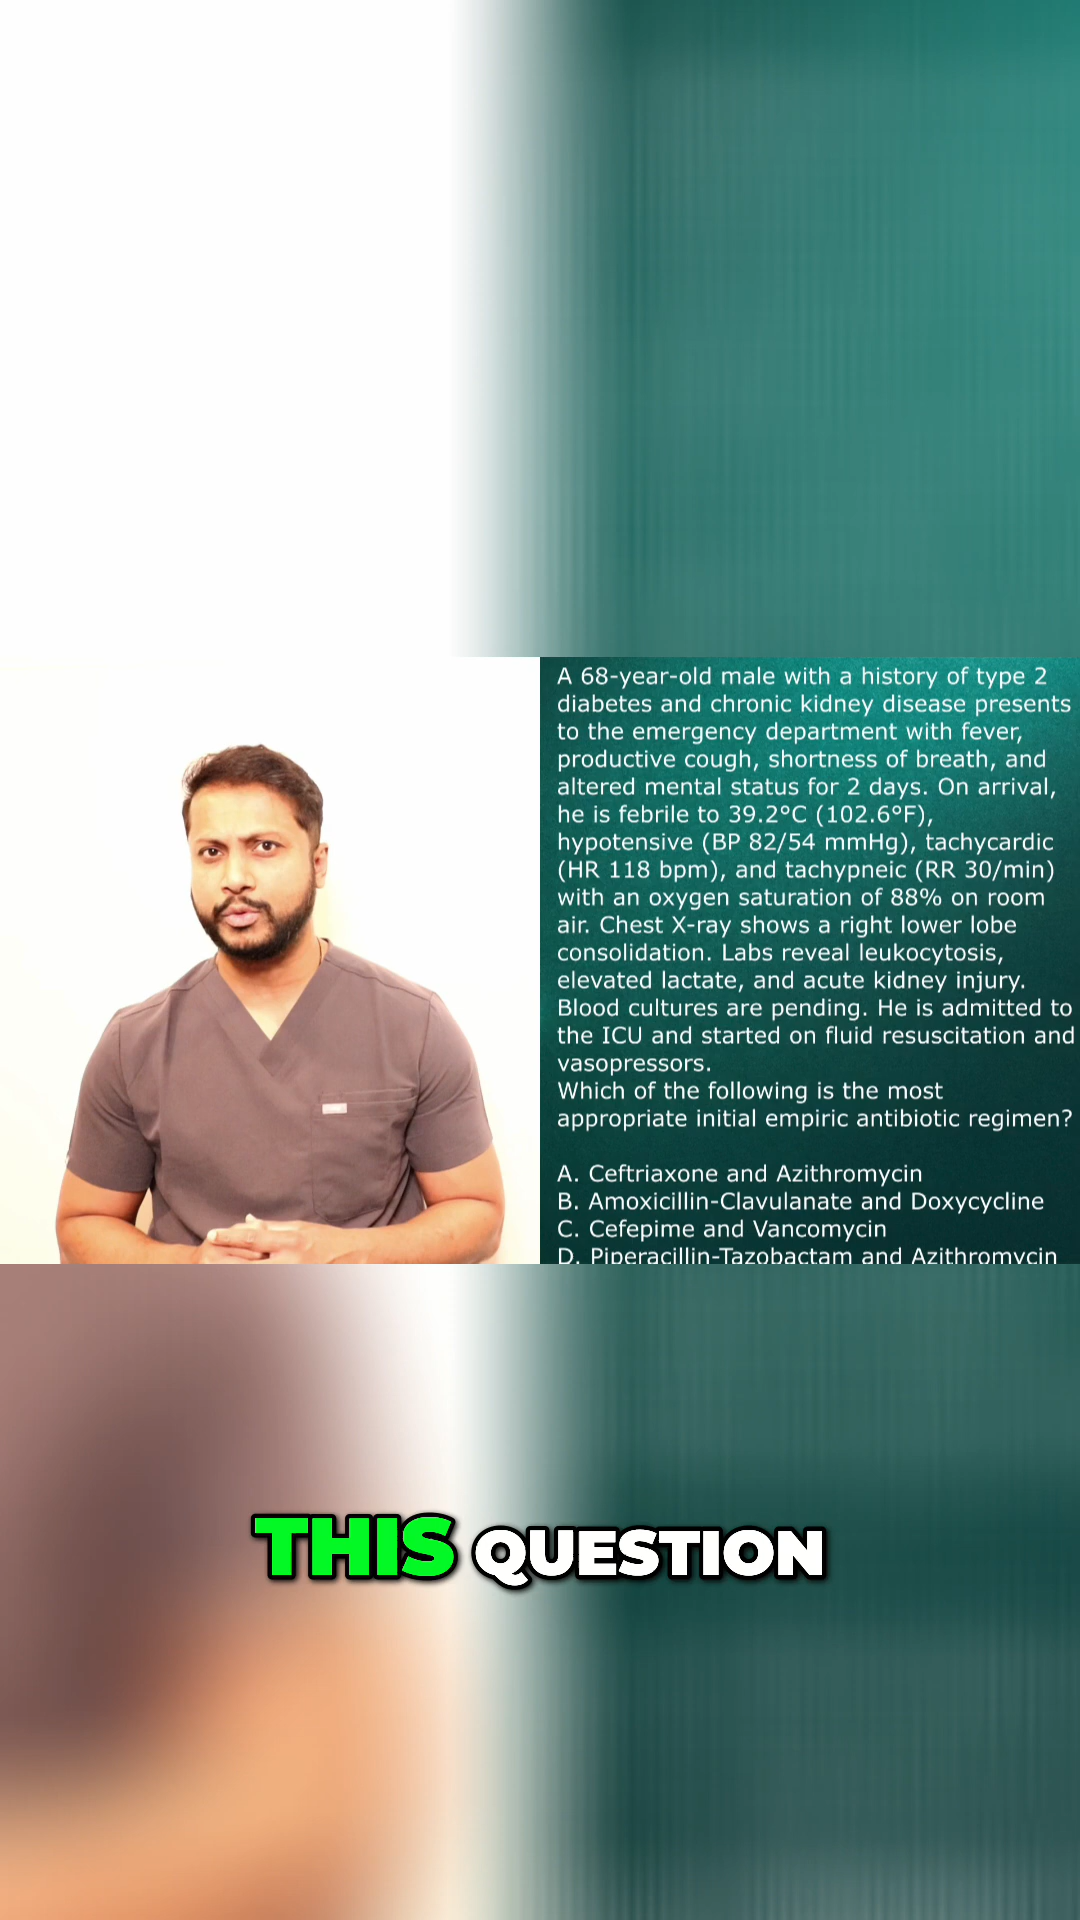 A 68-year-old male with a history of type 2
diabetes and chronic kidney disease presents
to the emergency department with fever,
productive cough, shortness of breath, and
altered mental status for 2 days. On arrival,
he is febrile to 39.2°C (102.6°F),
hypotensive (BP 82/54 mmHg), tachycardic
(HR 118 bpm), and tachypneic (RR 30/min)
with an oxygen saturation of 88% on room
air. Chest X-ray shows a right lower lobe
consolidation. Labs reveal leukocytosis,
elevated lactate, and acute kidney injury.
Blood cultures are pending. He is admitted to
the ICU and started on fluid resuscitation and
vasopressors.
Which of the following is the most
appropriate initial empiric antibiotic regimen?
A. Ceftriaxone and Azithromycin
B. Amoxicillin-Clavulanate and Doxycycline
C. Cefepime and Vancomycin
D. Piperacillin-Tazobactam and Azithromycin
THIS QUESTION